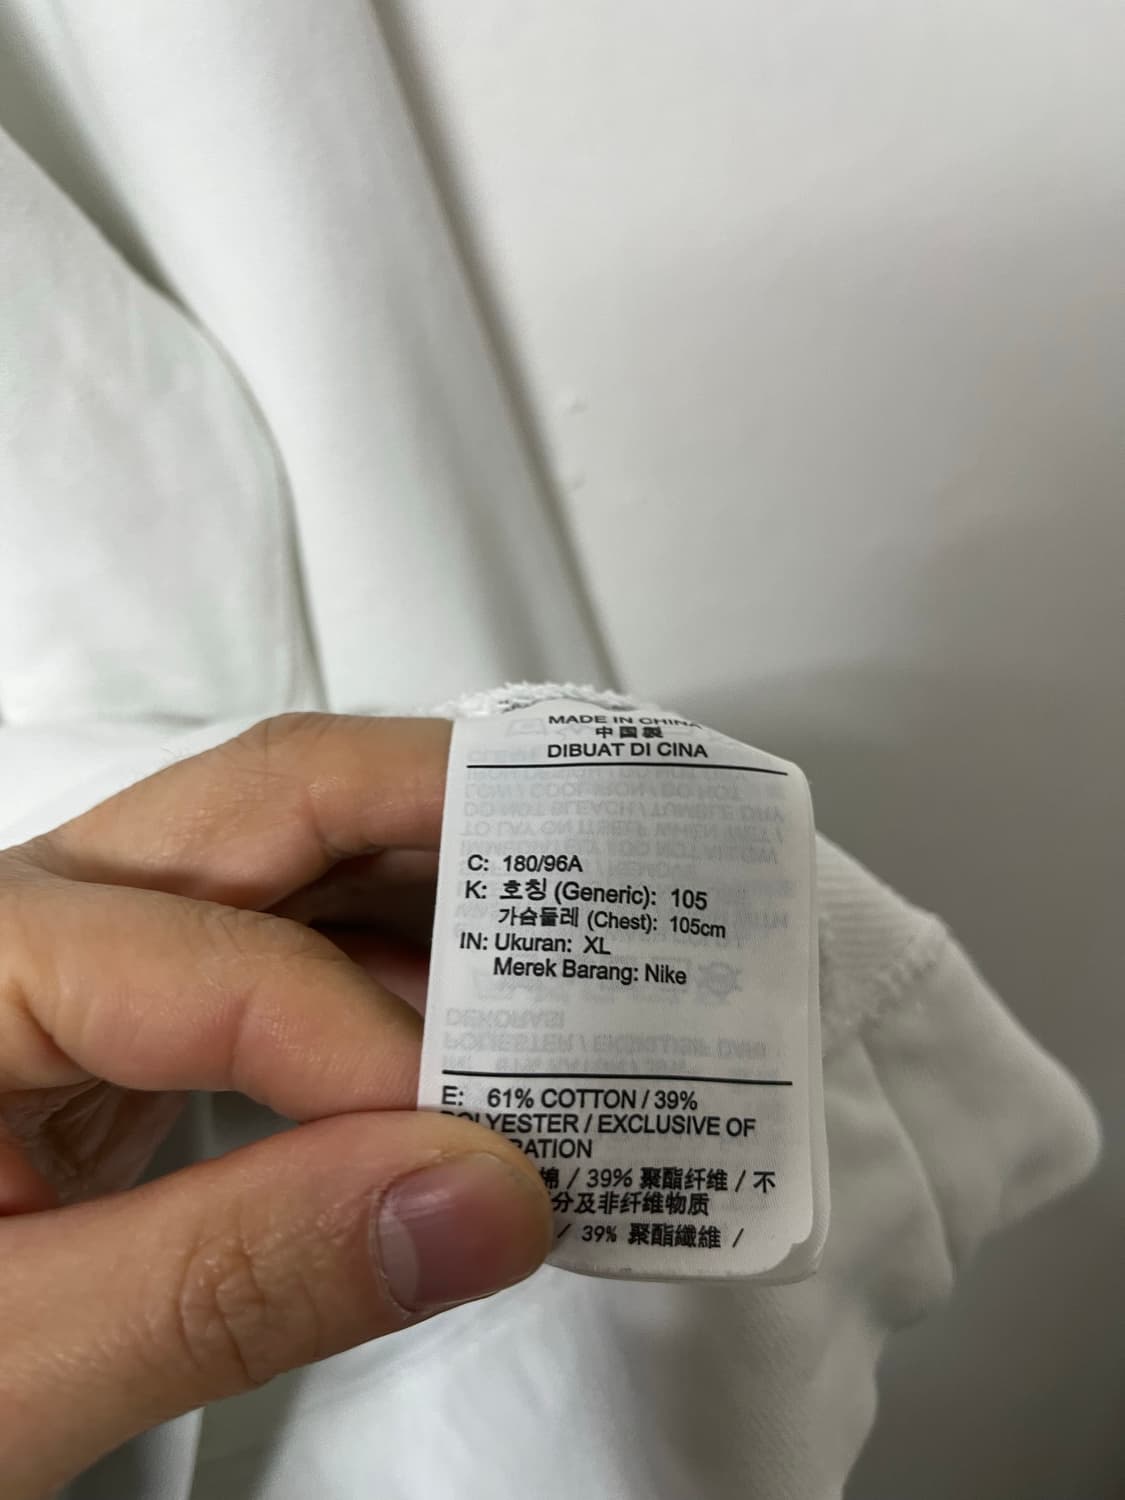 MADE IN CHINA
中国製
DIBUAT DI CINA
C: 180/96A
K: 호칭 (Generic): 105
가슴둘레 (Chest): 105cm
IN: Ukuran: XL
Merek Barang: Nike
E: 61% COTTON / 39%
POLYESTER / EXCLUSIVE OF
RATION
棉 / 39% 聚酯纤维 / 不
分及非纤维物质
/ 39% 聚酯纖維 /